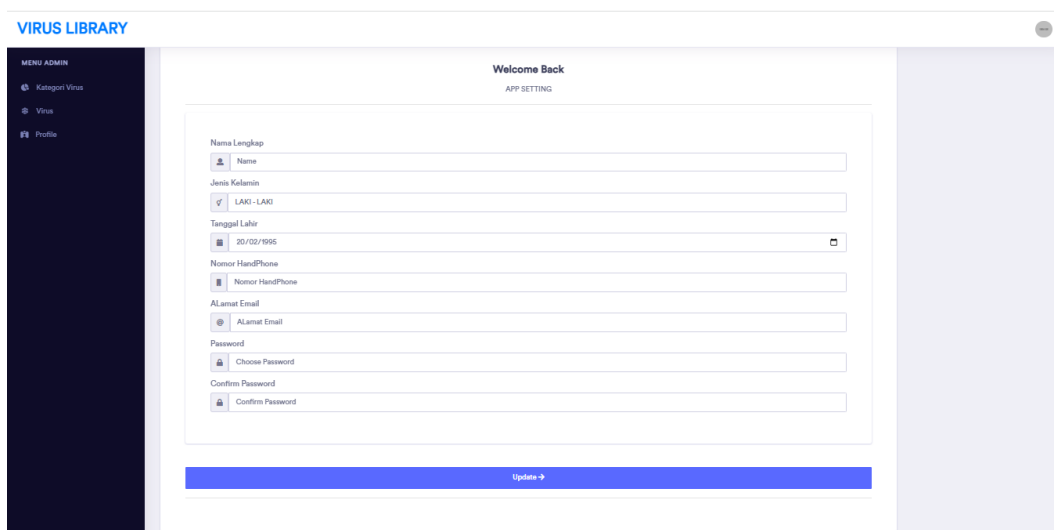 VIRUS LIBRARY
MENU ADMIN
Kategori Virus
Virus
Profile
Welcome Back
APP SETTING
Nama Lengkap
Name
Jenis Kelamin
LAKI - LAKI
Tanggal Lahir
20/02/1995
Nomor HandPhone
Nomor HandPhone
ALamat Email
@ ALamat Email
Password
Choose Password
Confirm Password
Confirm Password
Update →